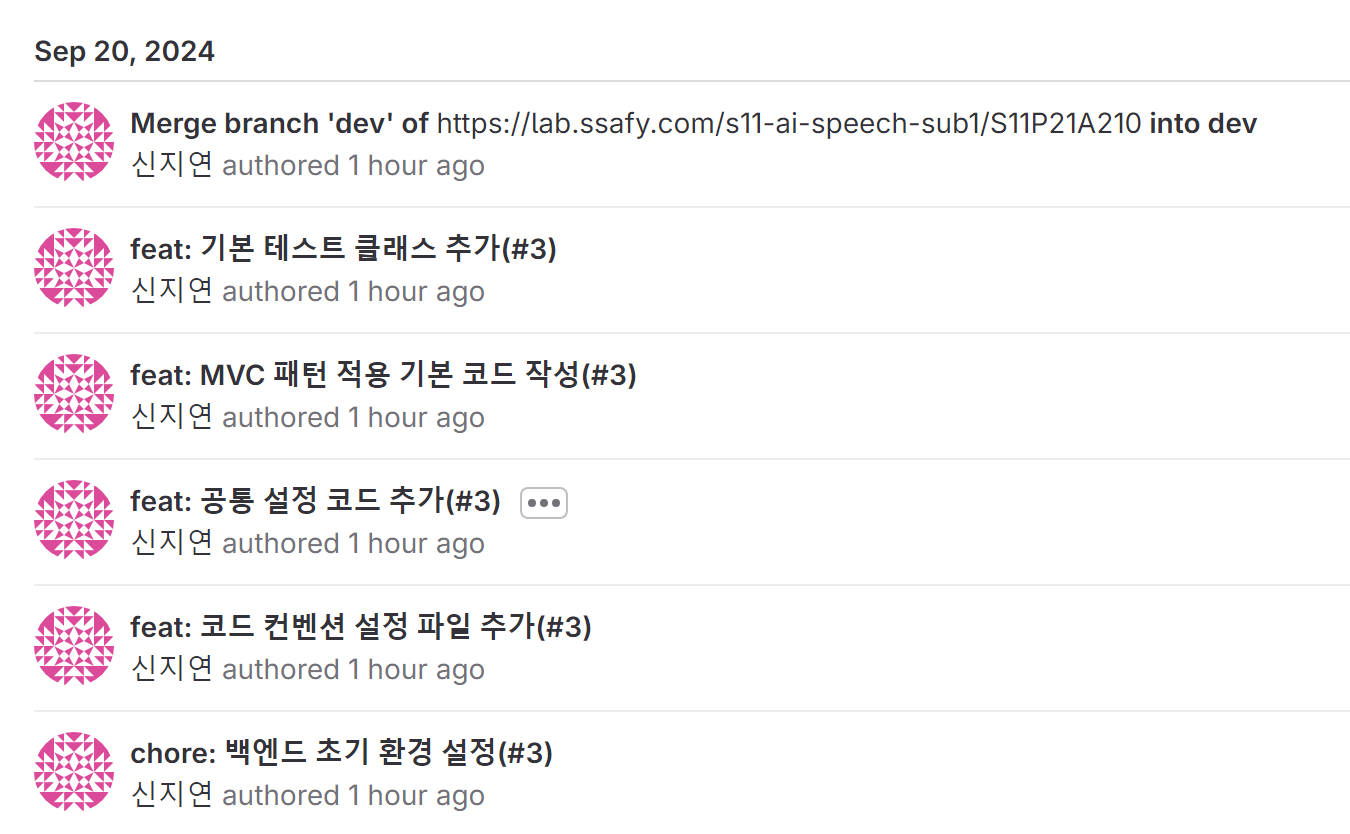 Sep 20, 2024
Merge branch 'dev' of https://lab.ssafy.com/s11-ai-speech-sub1/S11P21A210 into dev
신지연 authored 1 hour ago
feat: 기본 테스트 클래스 추가(#3)
신지연 authored 1 hour ago
feat: MVC 패턴 적용 기본 코드 작성(#3)
신지연 authored 1 hour ago
feat: 공통 설정 코드 추가(#3)
신지연 authored 1 hour ago
feat: 코드 컨벤션 설정 파일 추가(#3)
신지연 authored 1 hour ago
chore: 백엔드 초기 환경 설정(#3)
신지연 authored 1 hour ago